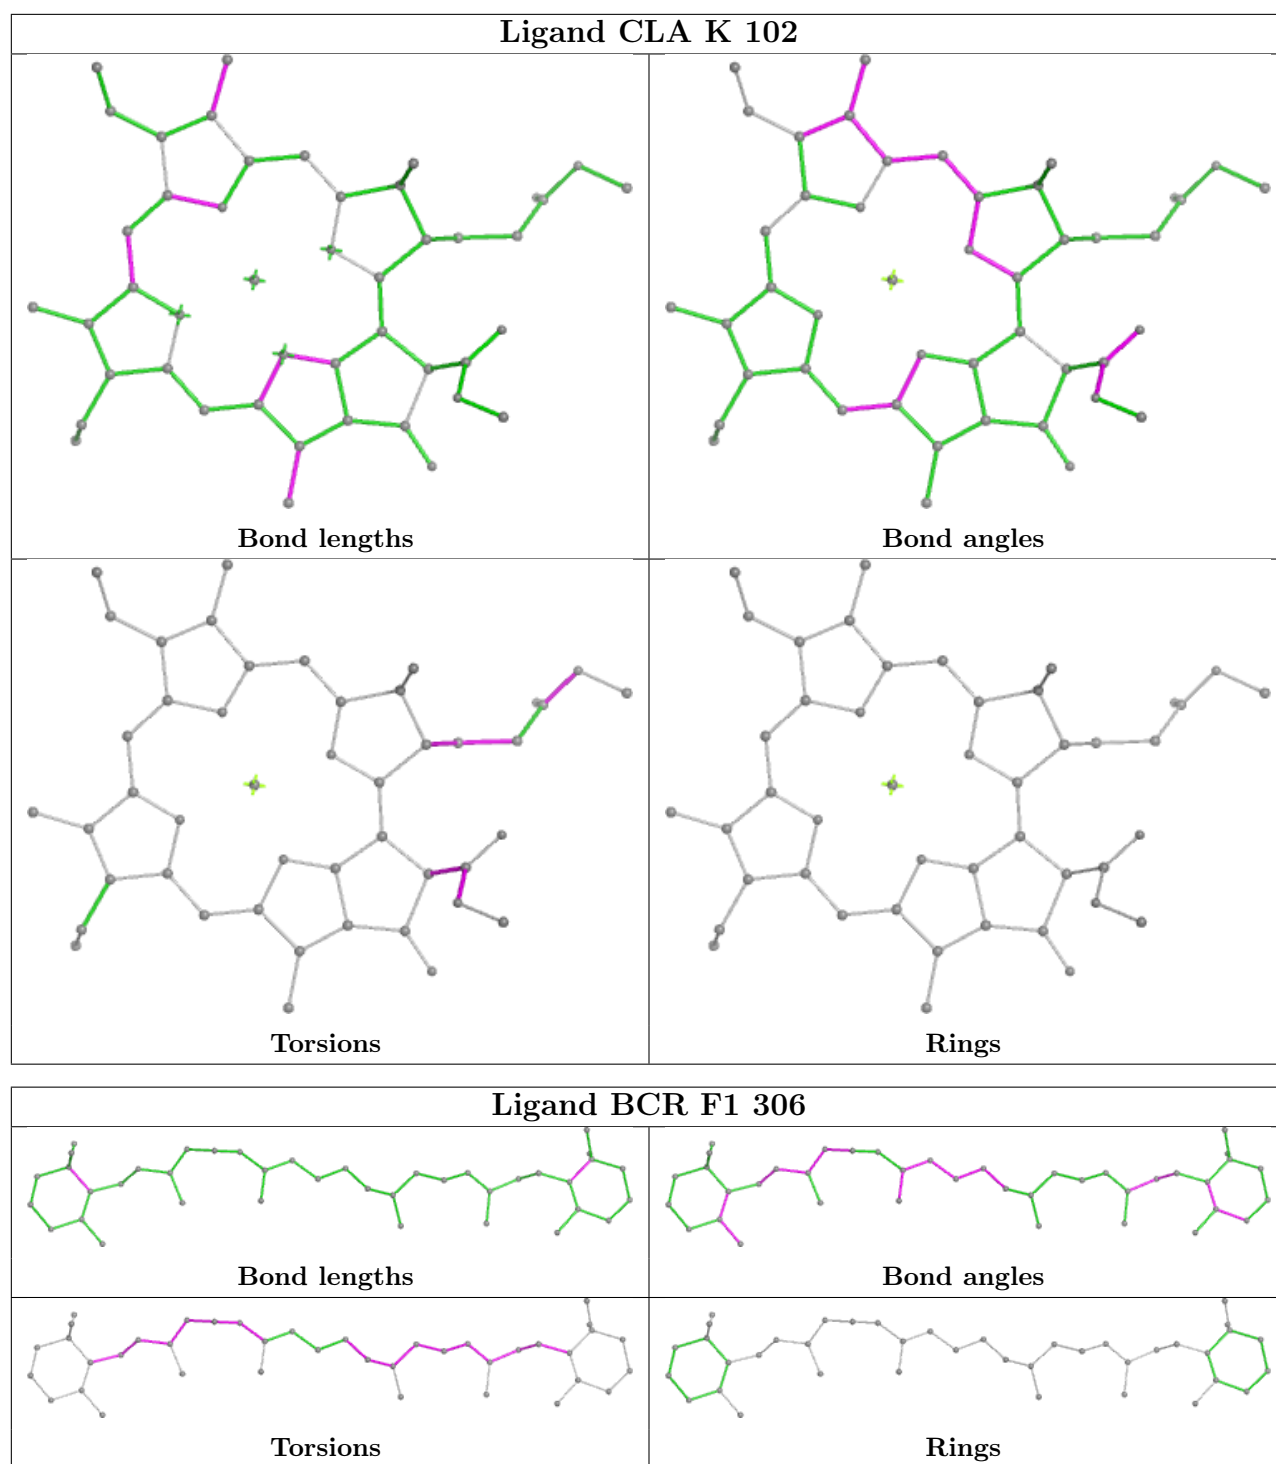 Ligand CLA K 102
Bond lengths
Bond angles
Torsions
Rings
Ligand BCR F1 306
Bond lengths
Bond angles
Torsions
Rings